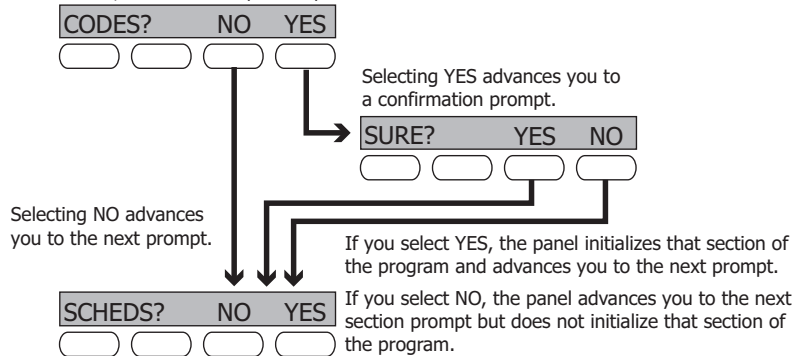 CODES? NO YES
Selecting YES advances you to
a confirmation prompt.
SURE? YES NO
Selecting NO advances
you to the next prompt.
If you select YES, the panel initializes that section of
the program and advances you to the next prompt.
SCHEDS? NO YES
If you select NO, the panel advances you to the next
section prompt but does not initialize that section of
the program.